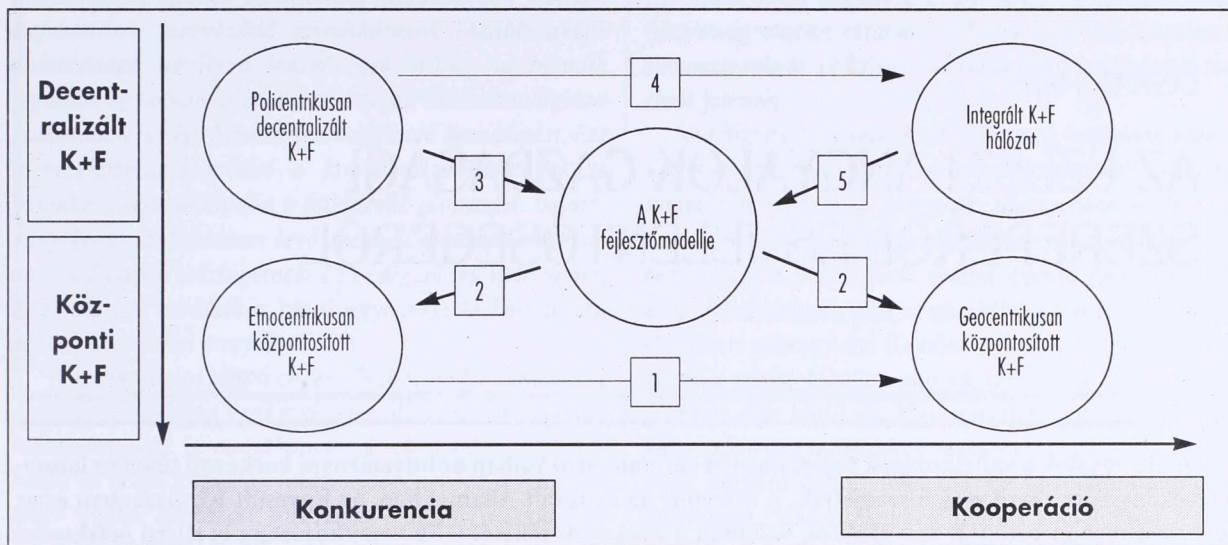 Decent-
ralizált
K+F
Köz-
ponti
K+F
Policentrikusan
decentralizált
K+F
4
Integrált K+F
hálózat
3
5
A K+F
fejlesztőmodellje
2
2
Etnocentrikusan
központosított
K+F
Geocentrikusan
központosított
K+F
1
Konkurencia
Kooperáció